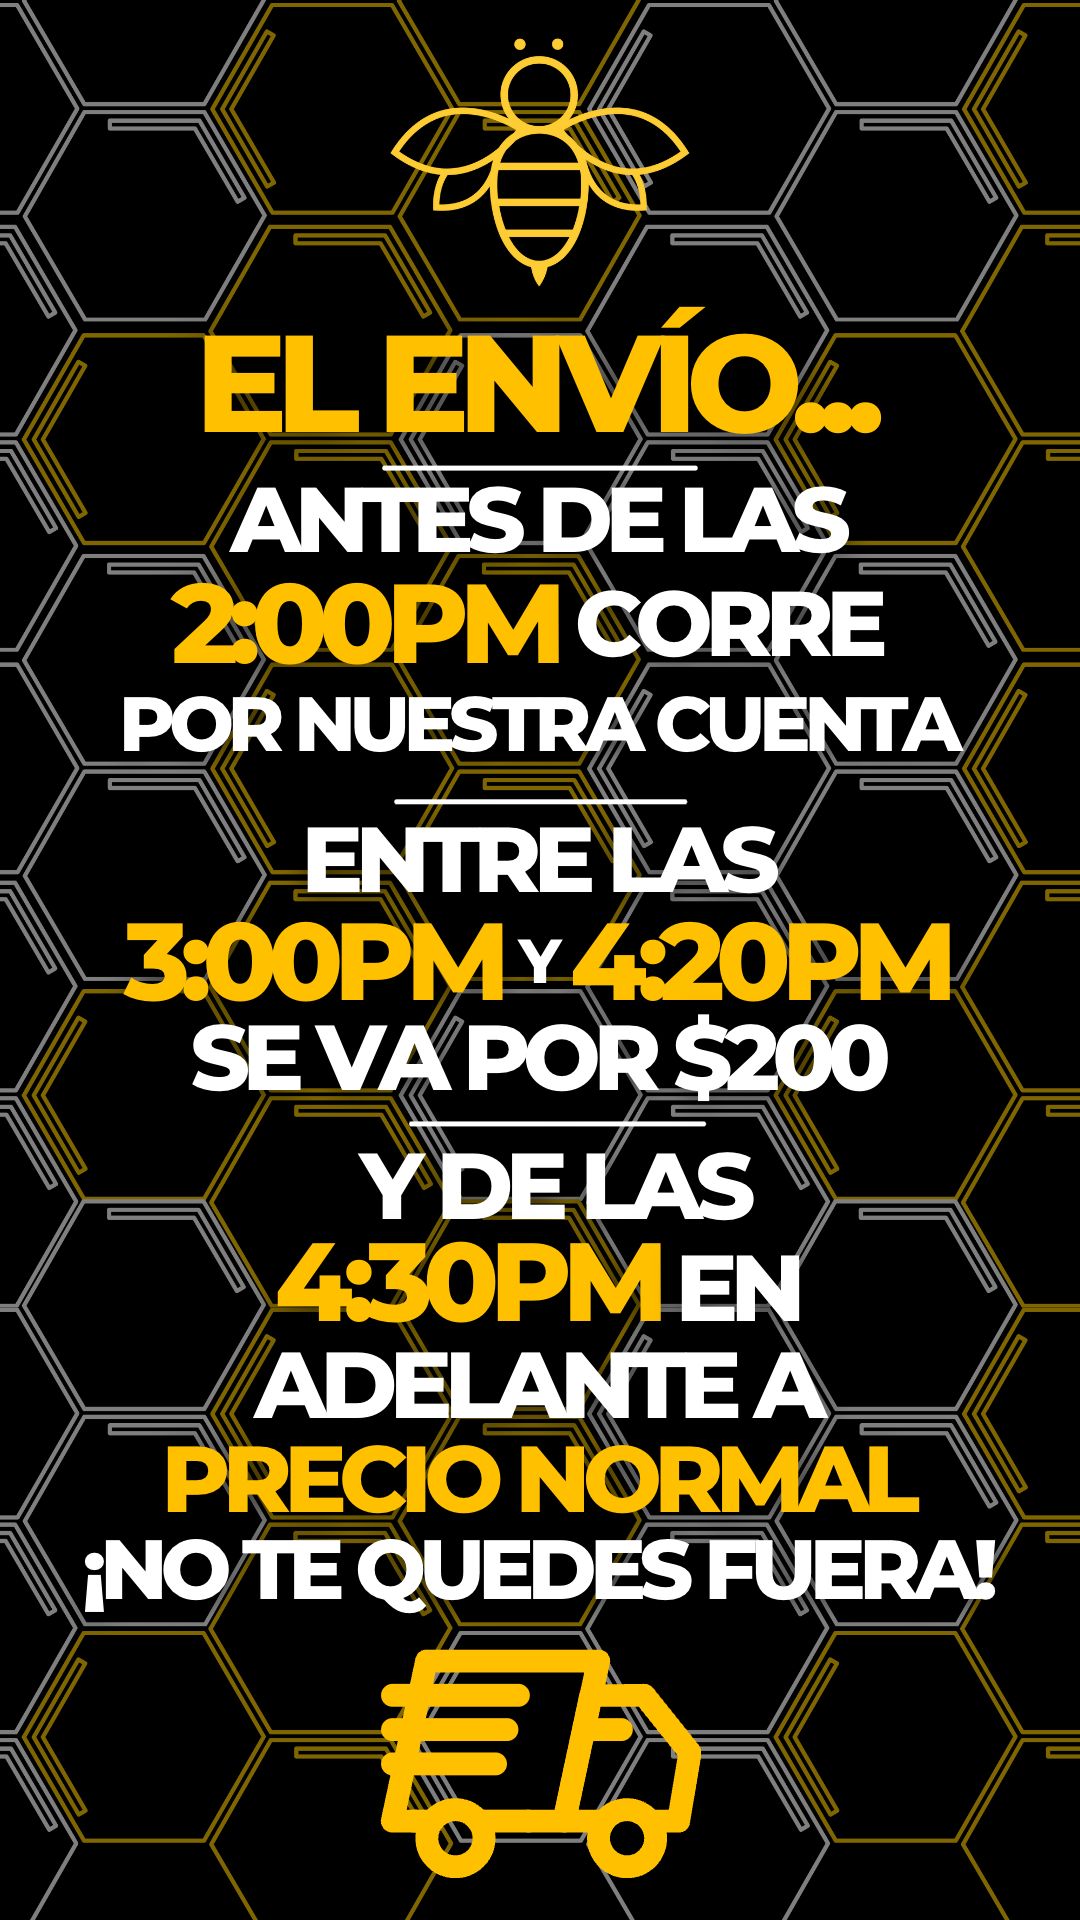 EL ENVÍO...
ANTES DE LAS
2:00PM CORRE
POR NUESTRA CUENTA
ENTRE LAS
3:00PM Y 4:20PM
SE VA POR $200
Y DE LAS
4:30PM EN
ADELANTE A
PRECIO NORMAL
¡NO TE QUEDES FUERA!